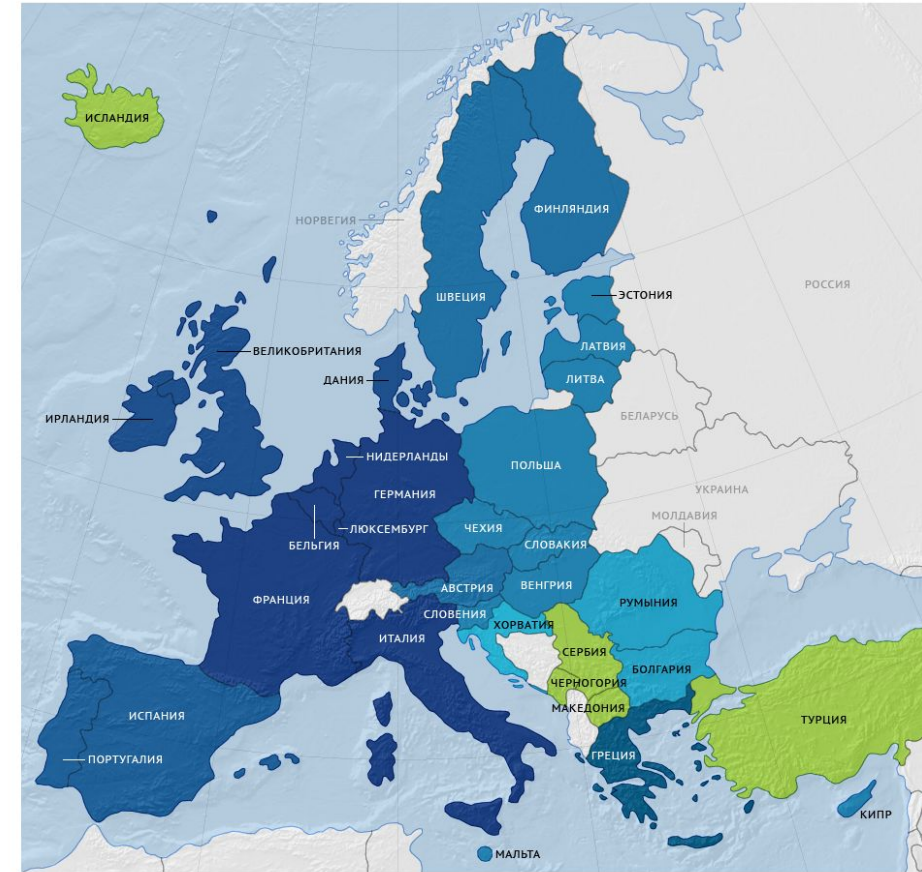 ИСЛАНДИЯ
НОРВЕГИЯ
ФИНЛЯНДИЯ
РОССИЯ
ШВЕЦИЯ
ЭСТОНИЯ
ВЕЛИКОБРИТАНИЯ
ЛАТВИЯ
ДАНИЯ
ЛИТВА
ИРЛАНДИЯ
БЕЛАРУСЬ
НИДЕРЛАНДЫ
ПОЛЬША
ГЕРМАНИЯ
УКРАИНА
МОЛДАВИЯ
ЛЮКСЕМБУРГ
ЧЕХИЯ
БЕЛЬГИЯ
СЛОВАКИЯ
АВСТРИЯ
ВЕНГРИЯ
ФРАНЦИЯ
РУМЫНИЯ
СЛОВЕНИЯ
ХОРВАТИЯ
ИТАЛИЯ
СЕРБИЯ
БОЛГАРИЯ
ЧЕРНОГОРИЯ
МАКЕДОНИЯ
ИСПАНИЯ
ТУРЦИЯ
ГРЕЦИЯ
ПОРТУГАЛИЯ
КИПР
МАЛЬТА